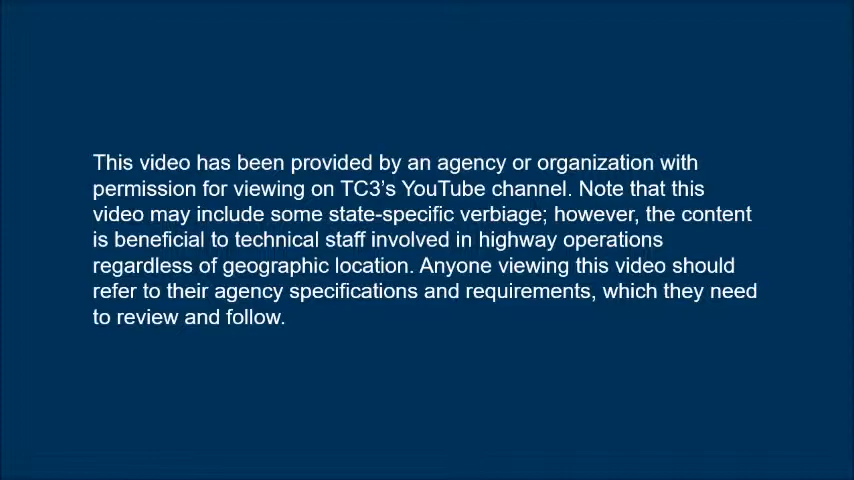 This video has been provided by an agency or organization with
permission for viewing on TC3’s YouTube channel. Note that this
video may include some state-specific verbiage; however, the content
is beneficial to technical staff involved in highway operations
regardless of geographic location. Anyone viewing this video should
refer to their agency specifications and requirements, which they need
to review and follow.